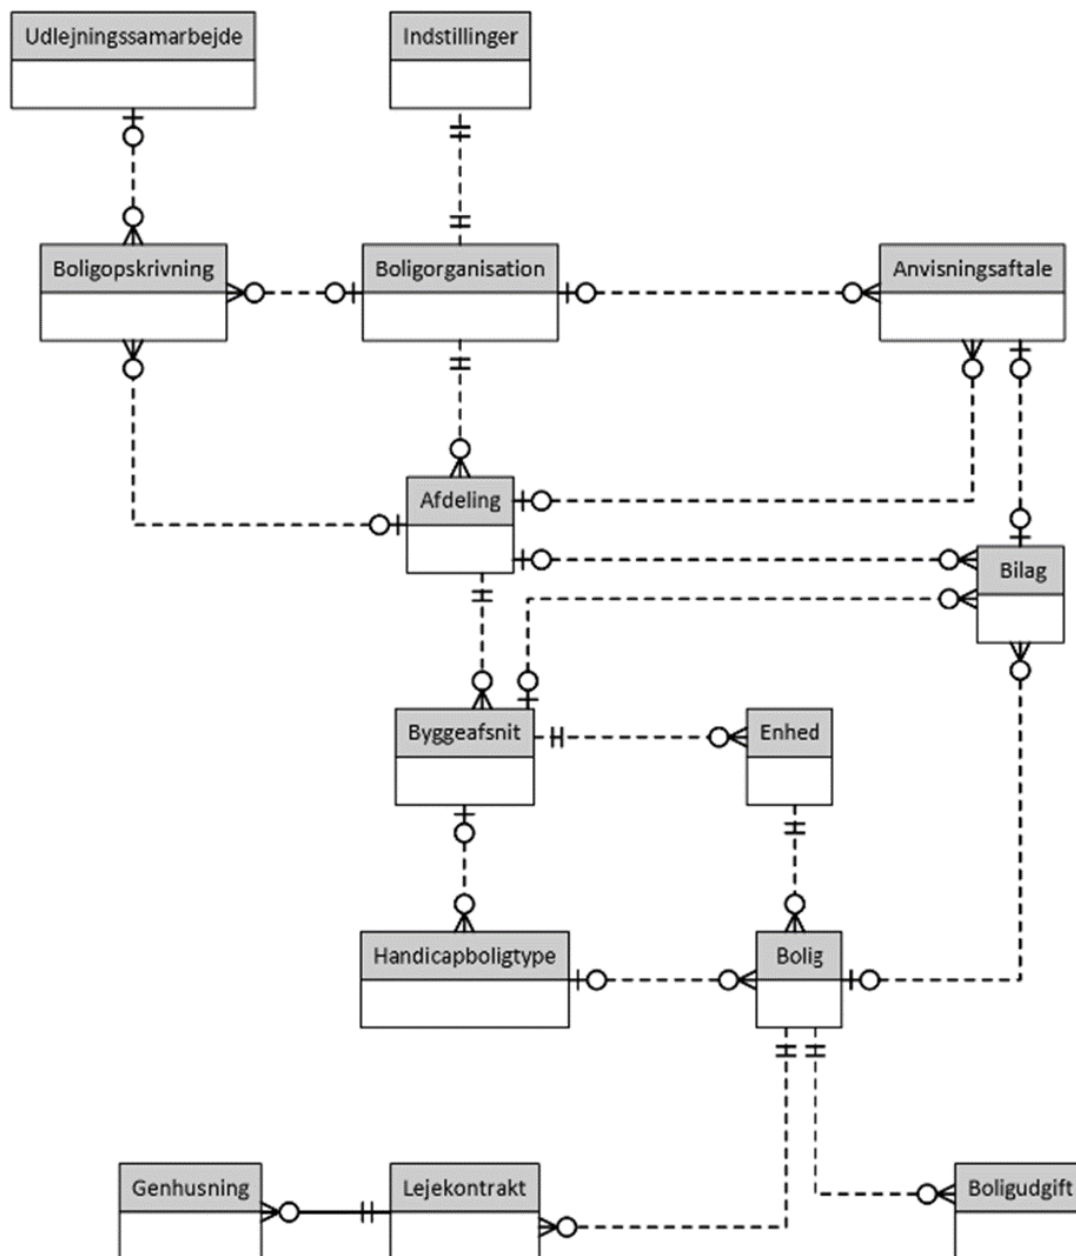 Udlejningssamarbejde
Indstillinger
Boligopskrivning
Boligorganisation
Anvisningsaftale
Afdeling
Bilag
Byggeafsnit
Enhed
Handicapboligtype
Bolig
Genhusning
Lejekontrakt
Boligudgift